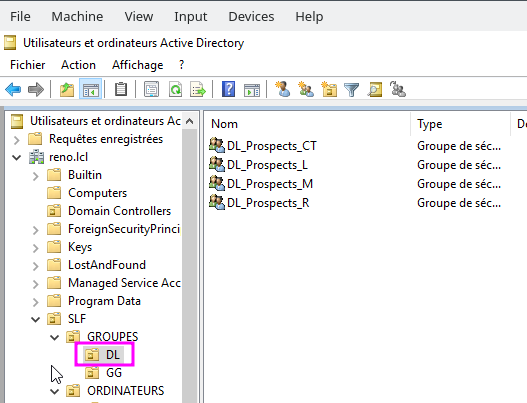 File Machine View Input Devices Help
Utilisateurs et ordinateurs Active Directory
Fichier Action Affichage ?
Utilisateurs et ordinateurs Ac
Requêtes enregistrées
reno.lcl
Builtin
Computers
Domain Controllers
ForeignSecurityPrinci
Keys
LostAndFound
Managed Service Acc
Program Data
SLF
GROUPES
DL
GG
ORDINATEURS
Nom Type De
DL_Prospects_CT Groupe de séc...
DL_Prospects_L Groupe de séc...
DL_Prospects_M Groupe de séc...
DL_Prospects_R Groupe de séc...